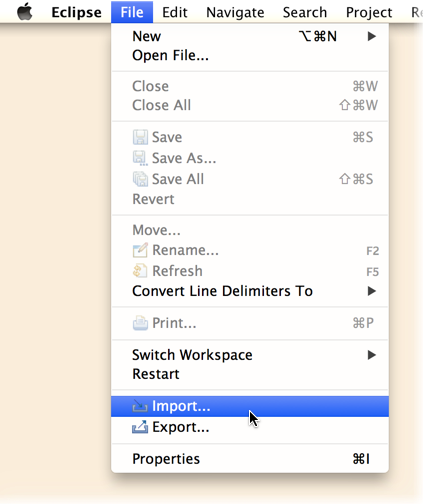 Eclipse File Edit Navigate Search Project
New ⌥⌘N ▶
Open File...
Close ⌘W
Close All ⇧⌘W
Save ⌘S
Save As...
Save All ⇧⌘S
Revert
Move...
Rename... F2
Refresh F5
Convert Line Delimiters To ▶
Print... ⌘P
Switch Workspace ▶
Restart
Import...
Export...
Properties ⌘I